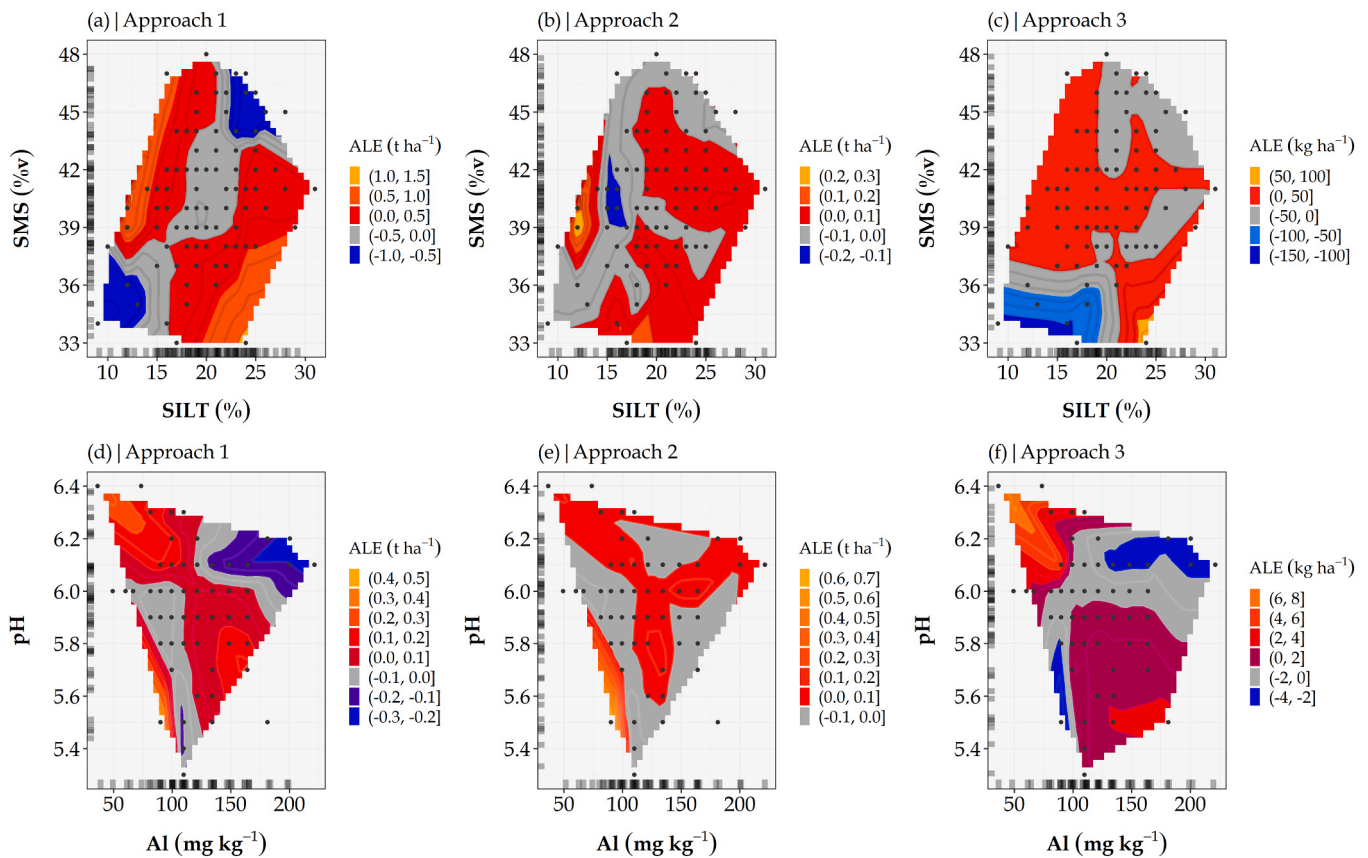 (a) | Approach 1
48
45
42
39
36
33
SMS (%v)
10 15 20 25 30
SILT (%)
ALE (t ha⁻¹)
(1.0, 1.5]
(0.5, 1.0]
(0.0, 0.5]
(-0.5, 0.0]
(-1.0, -0.5]
(b) | Approach 2
48
45
42
39
36
33
SMS (%v)
10 15 20 25 30
SILT (%)
ALE (t ha⁻¹)
(0.2, 0.3]
(0.1, 0.2]
(0.0, 0.1]
(-0.1, 0.0]
(-0.2, -0.1]
(c) | Approach 3
48
45
42
39
36
33
SMS (%v)
10 15 20 25 30
SILT (%)
ALE (kg ha⁻¹)
(50, 100]
(0, 50]
(-50, 0]
(-100, -50]
(-150, -100]
(d) | Approach 1
6.4
6.2
6.0
5.8
5.6
5.4
pH
50 100 150 200
Al (mg kg⁻¹)
ALE (t ha⁻¹)
(0.4, 0.5]
(0.3, 0.4]
(0.2, 0.3]
(0.1, 0.2]
(0.0, 0.1]
(-0.1, 0.0]
(-0.2, -0.1]
(-0.3, -0.2]
(e) | Approach 2
6.4
6.2
6.0
5.8
5.6
5.4
pH
50 100 150 200
Al (mg kg⁻¹)
ALE (t ha⁻¹)
(0.6, 0.7]
(0.5, 0.6]
(0.4, 0.5]
(0.3, 0.4]
(0.2, 0.3]
(0.1, 0.2]
(0.0, 0.1]
(-0.1, 0.0]
(f) | Approach 3
6.4
6.2
6.0
5.8
5.6
5.4
pH
50 100 150 200
Al (mg kg⁻¹)
ALE (kg ha⁻¹)
(6, 8]
(4, 6]
(2, 4]
(0, 2]
(-2, 0]
(-4, -2]